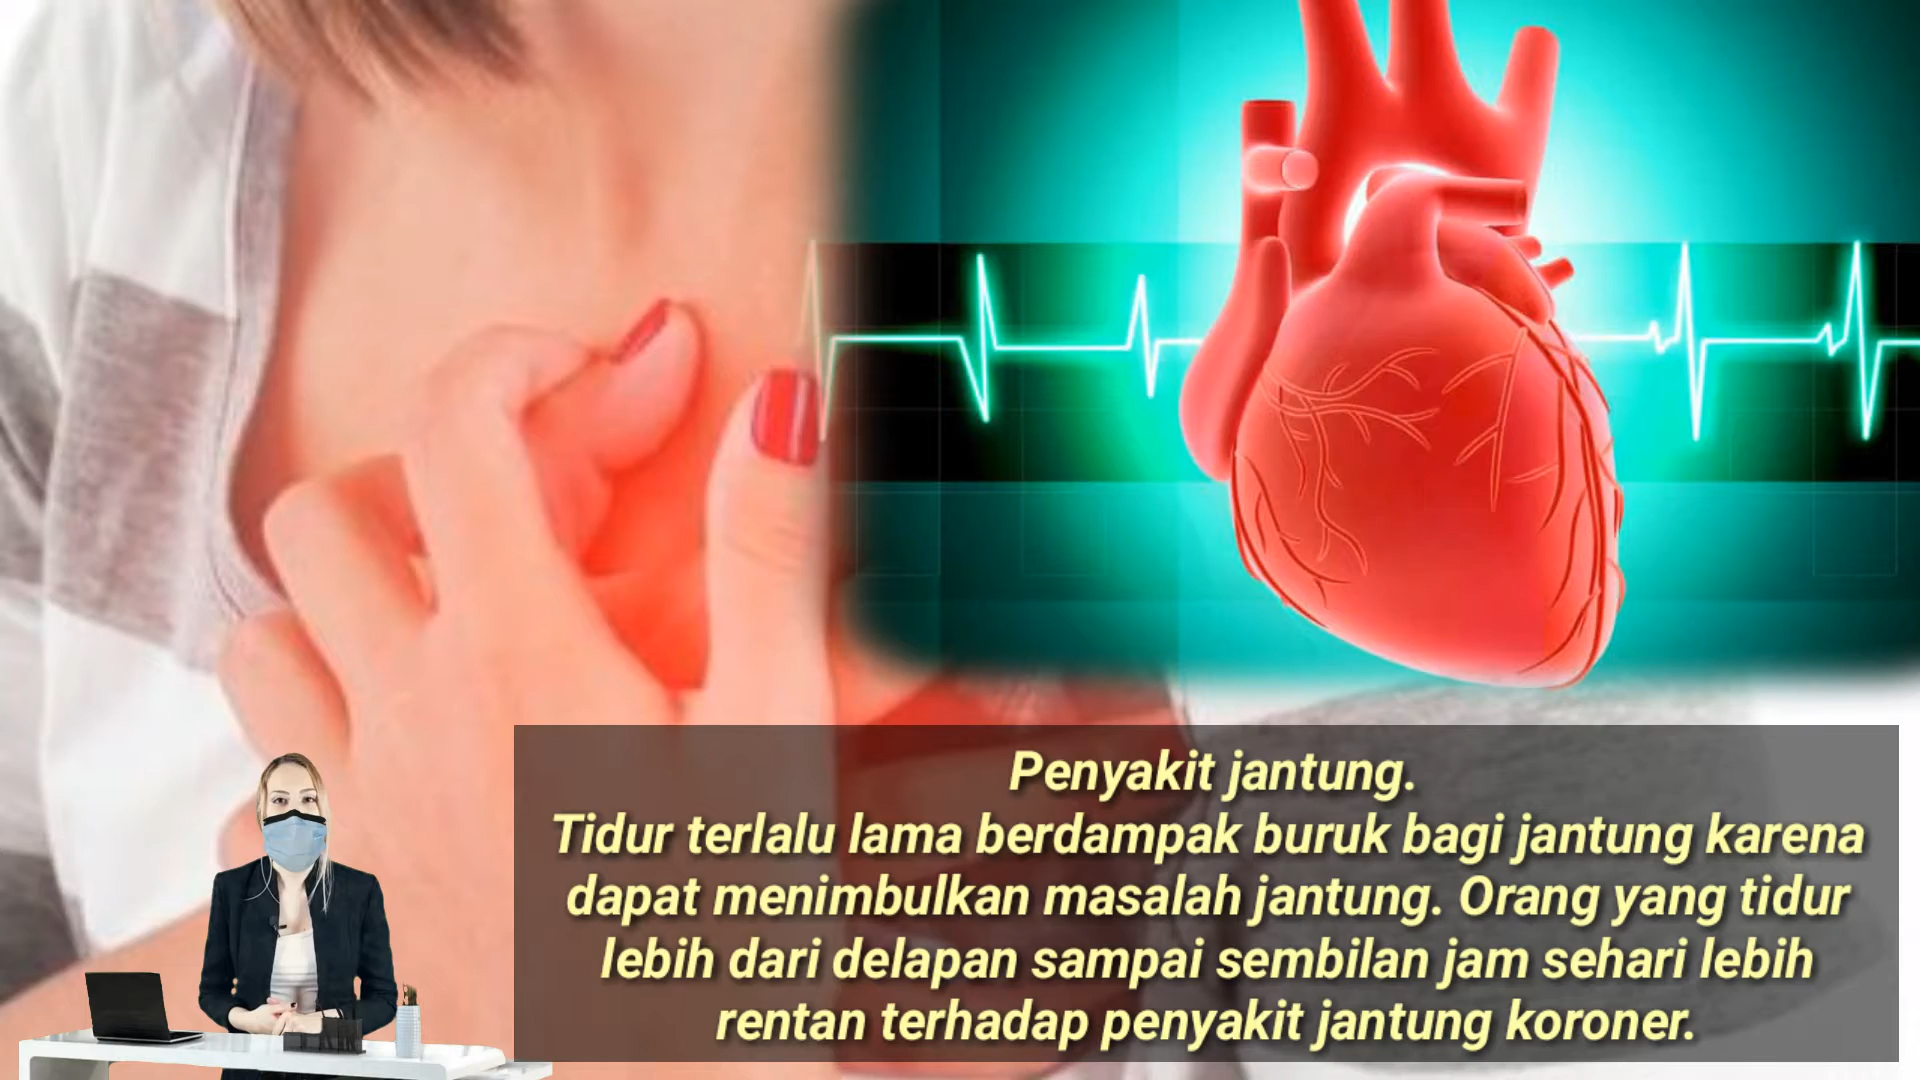 Penyakit jantung.
Tidur terlalu lama berdampak buruk bagi jantung karena
dapat menimbulkan masalah jantung. Orang yang tidur
lebih dari delapan sampai sembilan jam sehari lebih
rentan terhadap penyakit jantung koroner.